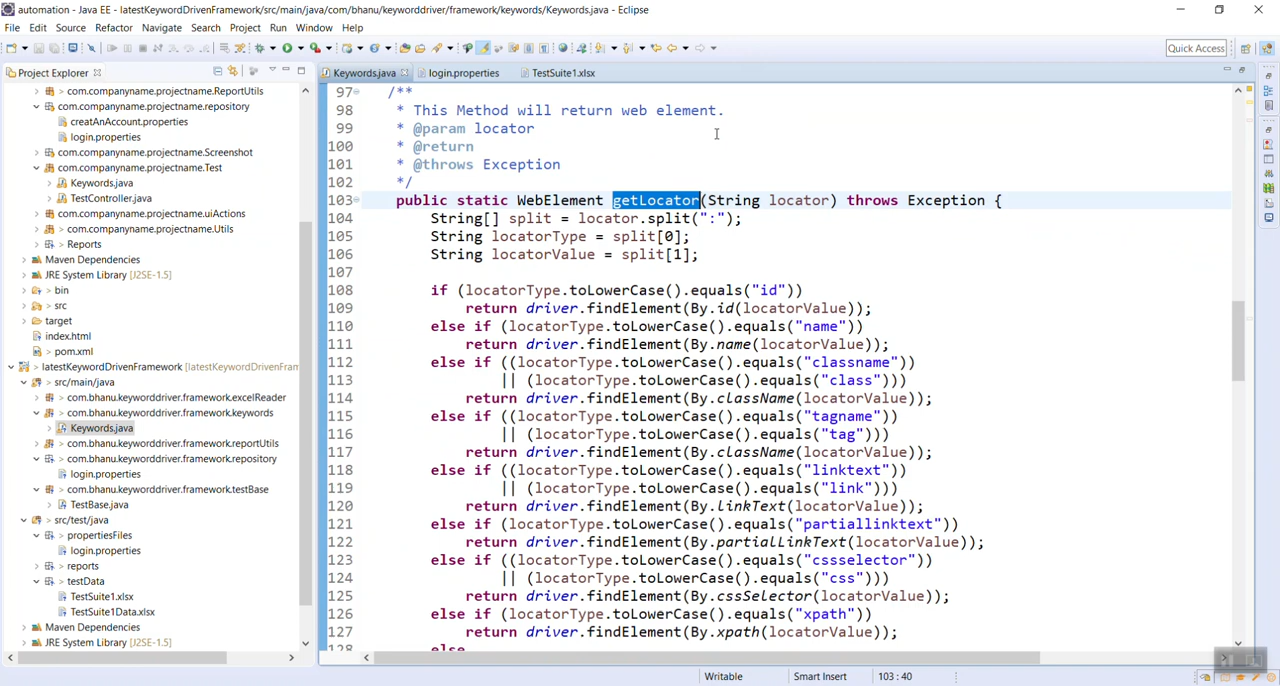 automation - Java EE - latestKeywordDrivenFramework/src/main/java/com/bhanu/keyworddriver/framework/keywords/Keywords.java - Eclipse
File Edit Source Refactor Navigate Search Project Run Window Help
Quick Access
Project Explorer
Keywords.java login.properties TestSuite1.xlsx
> com.companyname.projectname.ReportUtils
> com.companyname.projectname.repository
creatAnAccount.properties
login.properties
> com.companyname.projectname.Screenshot
> com.companyname.projectname.Test
Keywords.java
TestController.java
> com.companyname.projectname.uiActions
> com.companyname.projectname.Utils
> Reports
Maven Dependencies
JRE System Library [J2SE-1.5]
> bin
> src
> target
index.html
> pom.xml
> latestKeywordDrivenFramework [latestKeywordDrivenFram
> src/main/java
> com.bhanu.keyworddriver.framework.excelReader
> com.bhanu.keyworddriver.framework.keywords
Keywords.java
> com.bhanu.keyworddriver.framework.reportUtils
> com.bhanu.keyworddriver.framework.repository
login.properties
> com.bhanu.keyworddriver.framework.testBase
TestBase.java
> src/test/java
> propertiesFiles
login.properties
> reports
> testData
TestSuite1.xlsx
TestSuite1Data.xlsx
Maven Dependencies
JRE System Library [J2SE-1.5]
97 /**
98 * This Method will return web element.
99 * @param locator
100 * @return
101 * @throws Exception
102 */
103 public static WebElement getLocator(String locator) throws Exception {
104 String[] split = locator.split(":");
105 String locatorType = split[0];
106 String locatorValue = split[1];
107
108 if (locatorType.toLowerCase().equals("id"))
109 return driver.findElement(By.id(locatorValue));
110 else if (locatorType.toLowerCase().equals("name"))
111 return driver.findElement(By.name(locatorValue));
112 else if ((locatorType.toLowerCase().equals("classname"))
113 || (locatorType.toLowerCase().equals("class")))
114 return driver.findElement(By.className(locatorValue));
115 else if ((locatorType.toLowerCase().equals("tagname"))
116 || (locatorType.toLowerCase().equals("tag")))
117 return driver.findElement(By.className(locatorValue));
118 else if ((locatorType.toLowerCase().equals("linktext"))
119 || (locatorType.toLowerCase().equals("link")))
120 return driver.findElement(By.linkText(locatorValue));
121 else if (locatorType.toLowerCase().equals("partiallinktext"))
122 return driver.findElement(By.partialLinkText(locatorValue));
123 else if ((locatorType.toLowerCase().equals("cssselector"))
124 || (locatorType.toLowerCase().equals("css")))
125 return driver.findElement(By.cssSelector(locatorValue));
126 else if (locatorType.toLowerCase().equals("xpath"))
127 return driver.findElement(By.xpath(locatorValue));
128 else
Writable Smart Insert 103 : 40